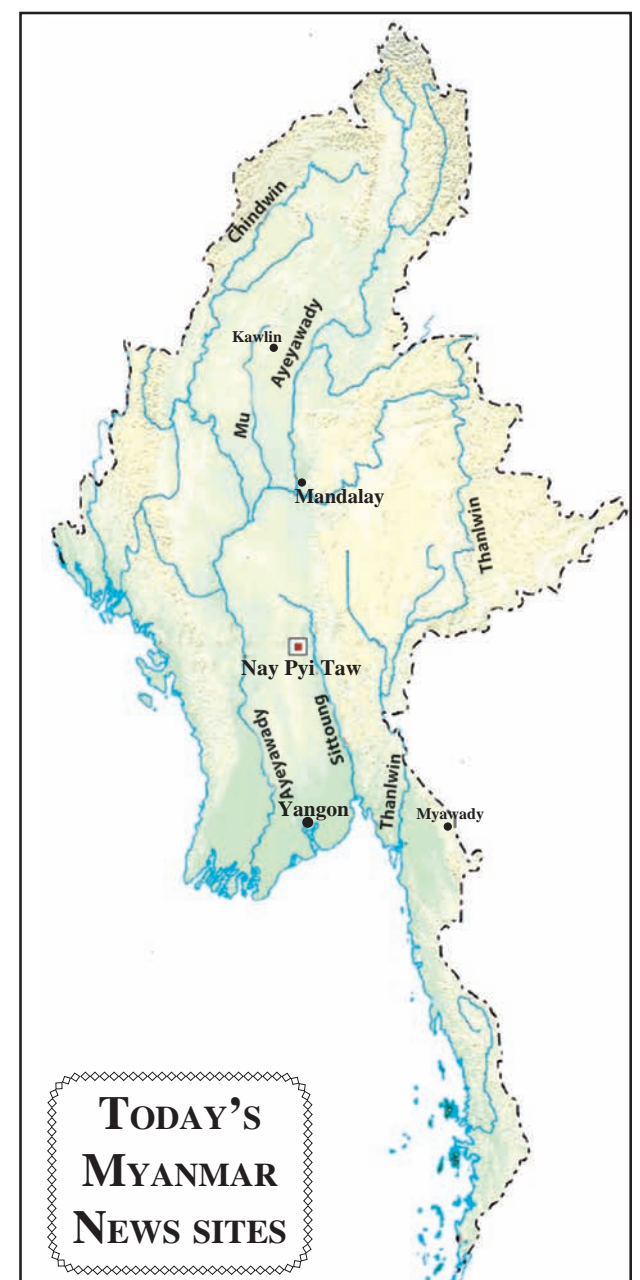 Chindwin
Kawlin
Ayeyawady
Mu
Mandalay
Thanlwin
Nay Pyi Taw
Sittoung
Ayeyawady
Yangon
Thanlwin
Myawady
TODAY'S
MYANMAR
NEWS SITES